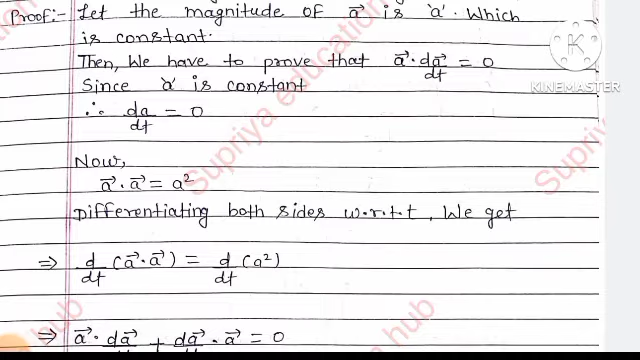 Proof:- Let the magnitude of a⃗ is 'a'. Which
is constant.
Then, We have to prove that a⃗ · da⃗/dt = 0
Since 'a' is constant
∴ da/dt = 0
Now,
a⃗ · a⃗ = a²
Differentiating both sides w.r.t. t, We get
⇒ d/dt (a⃗ · a⃗) = d/dt (a²)
⇒ a⃗ · da⃗/dt + da⃗/dt · a⃗ = 0
K
KINEMASTER
Supriya education hub